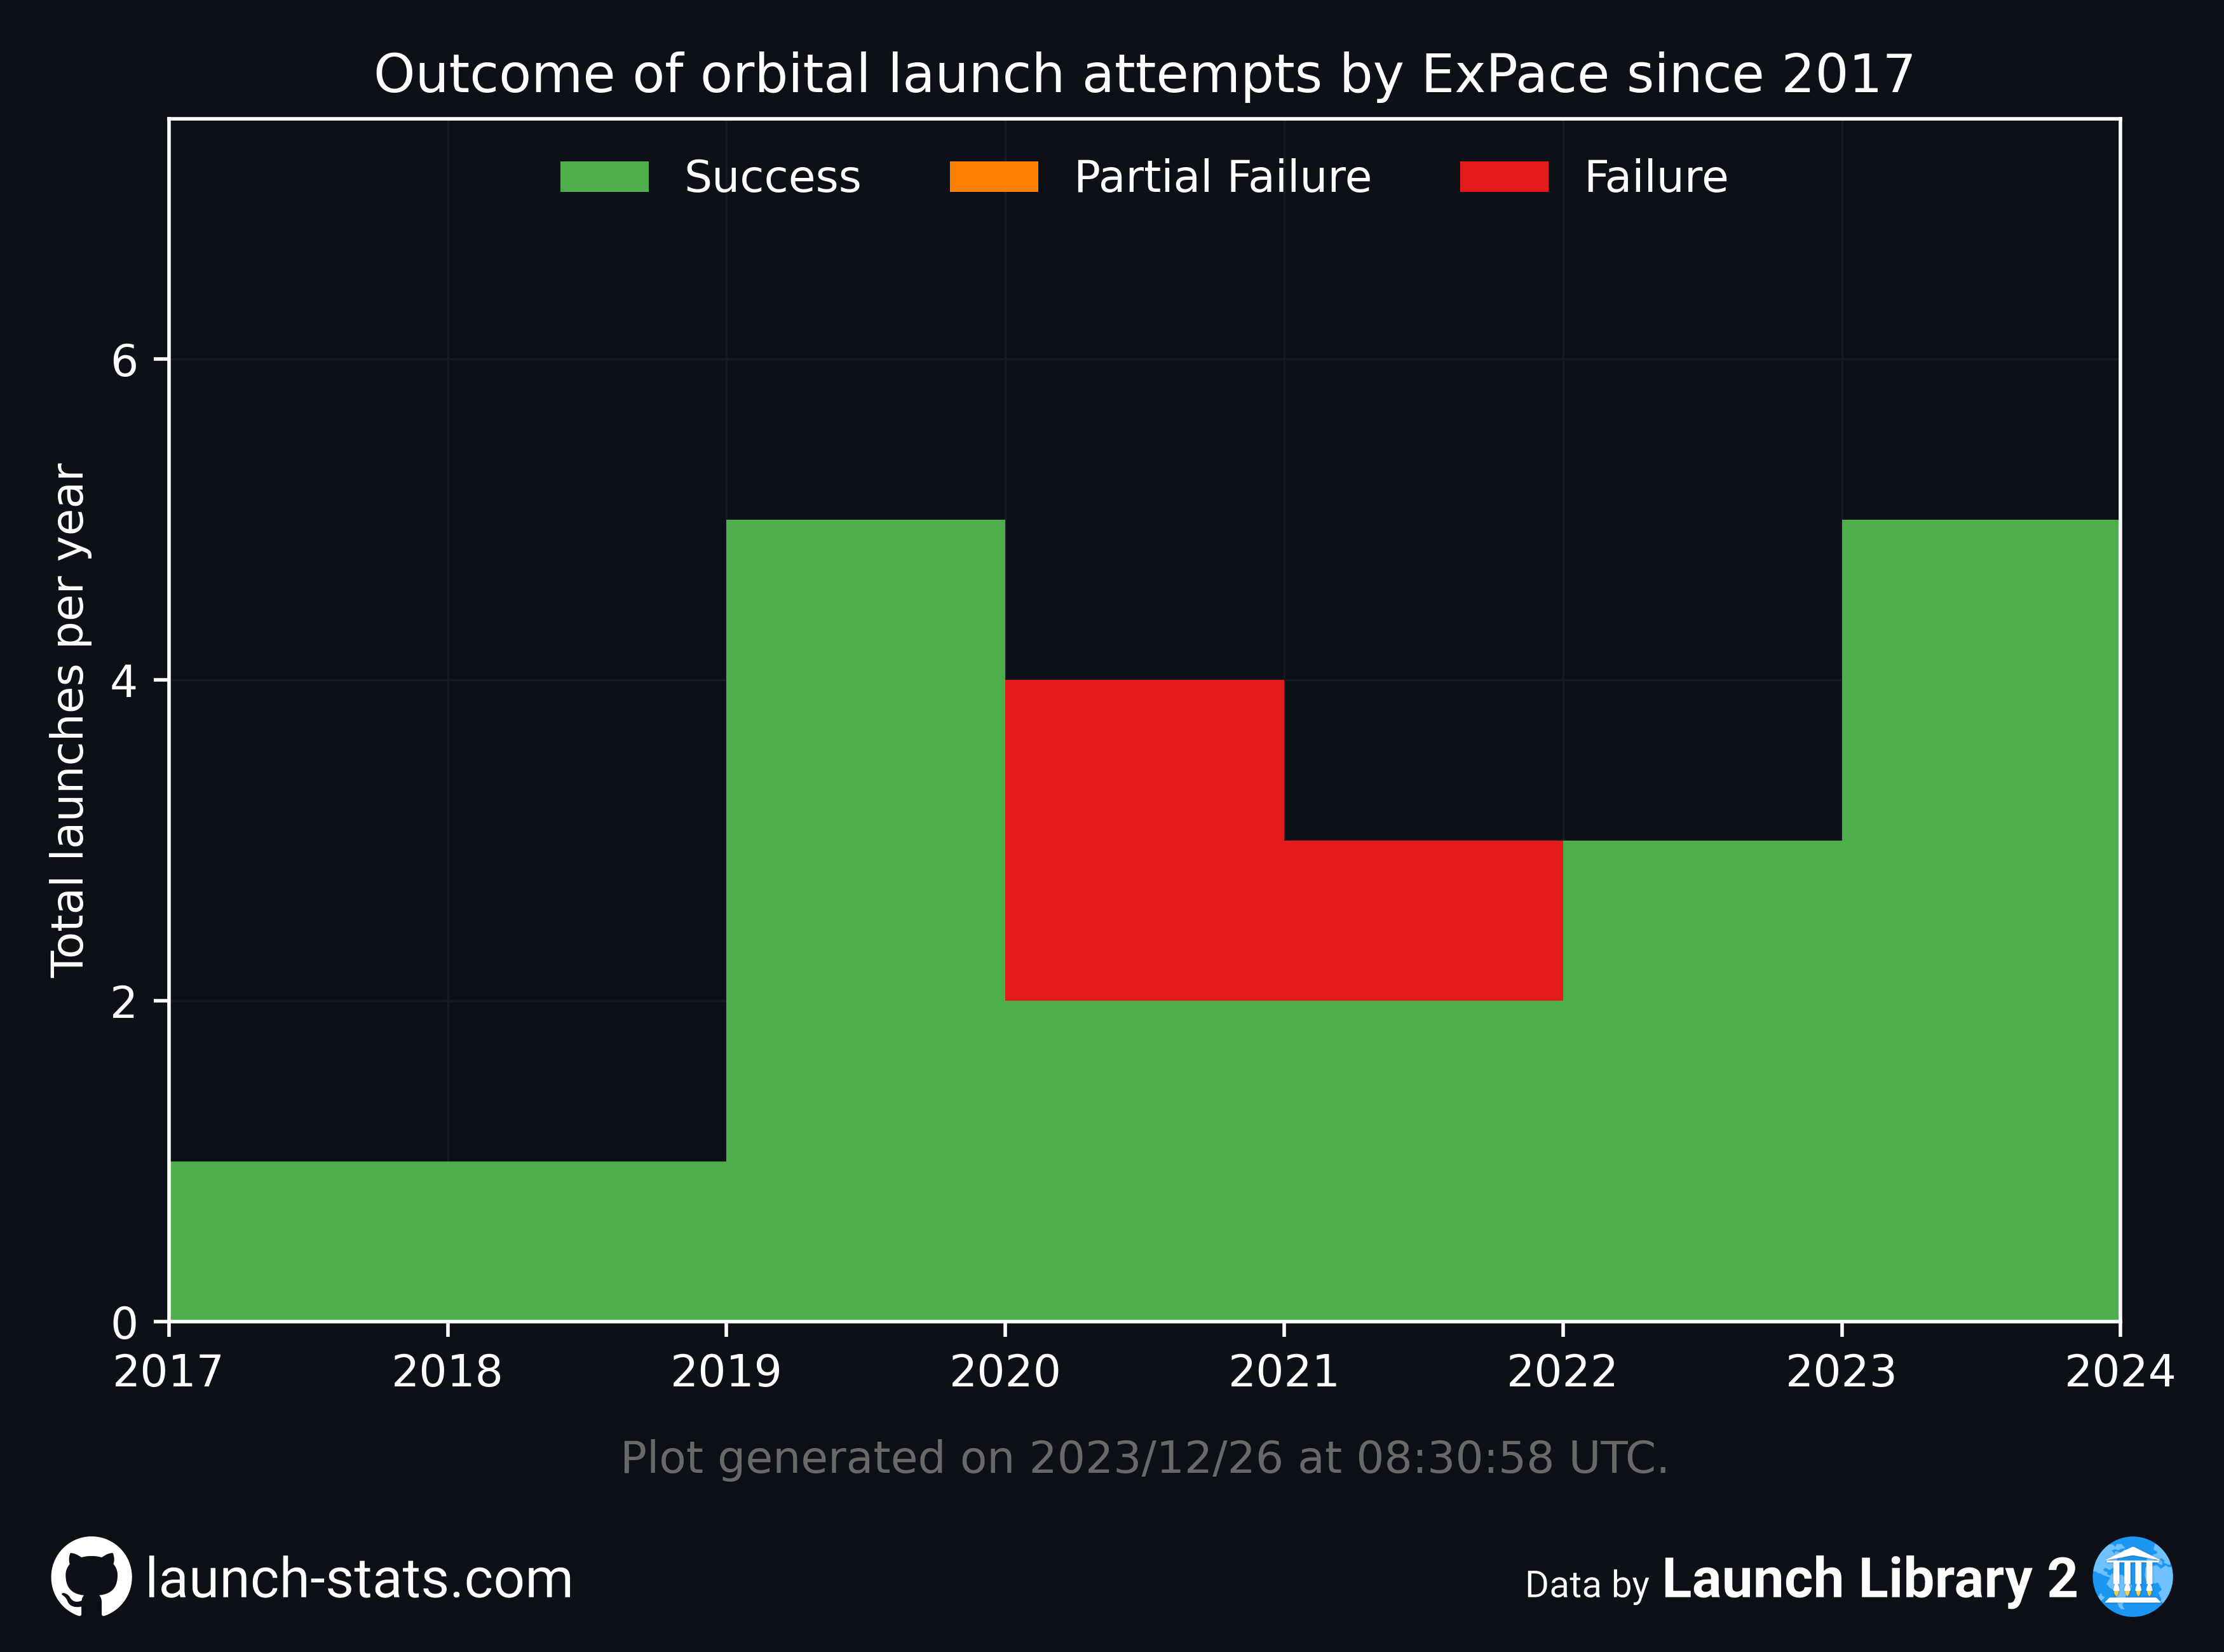 Outcome of orbital launch attempts by ExPace since 2017
Success Partial Failure Failure
Total launches per year
6
4
2
0
2017 2018 2019 2020 2021 2022 2023 2024
Plot generated on 2023/12/26 at 08:30:58 UTC.
launch-stats.com
Data by Launch Library 2